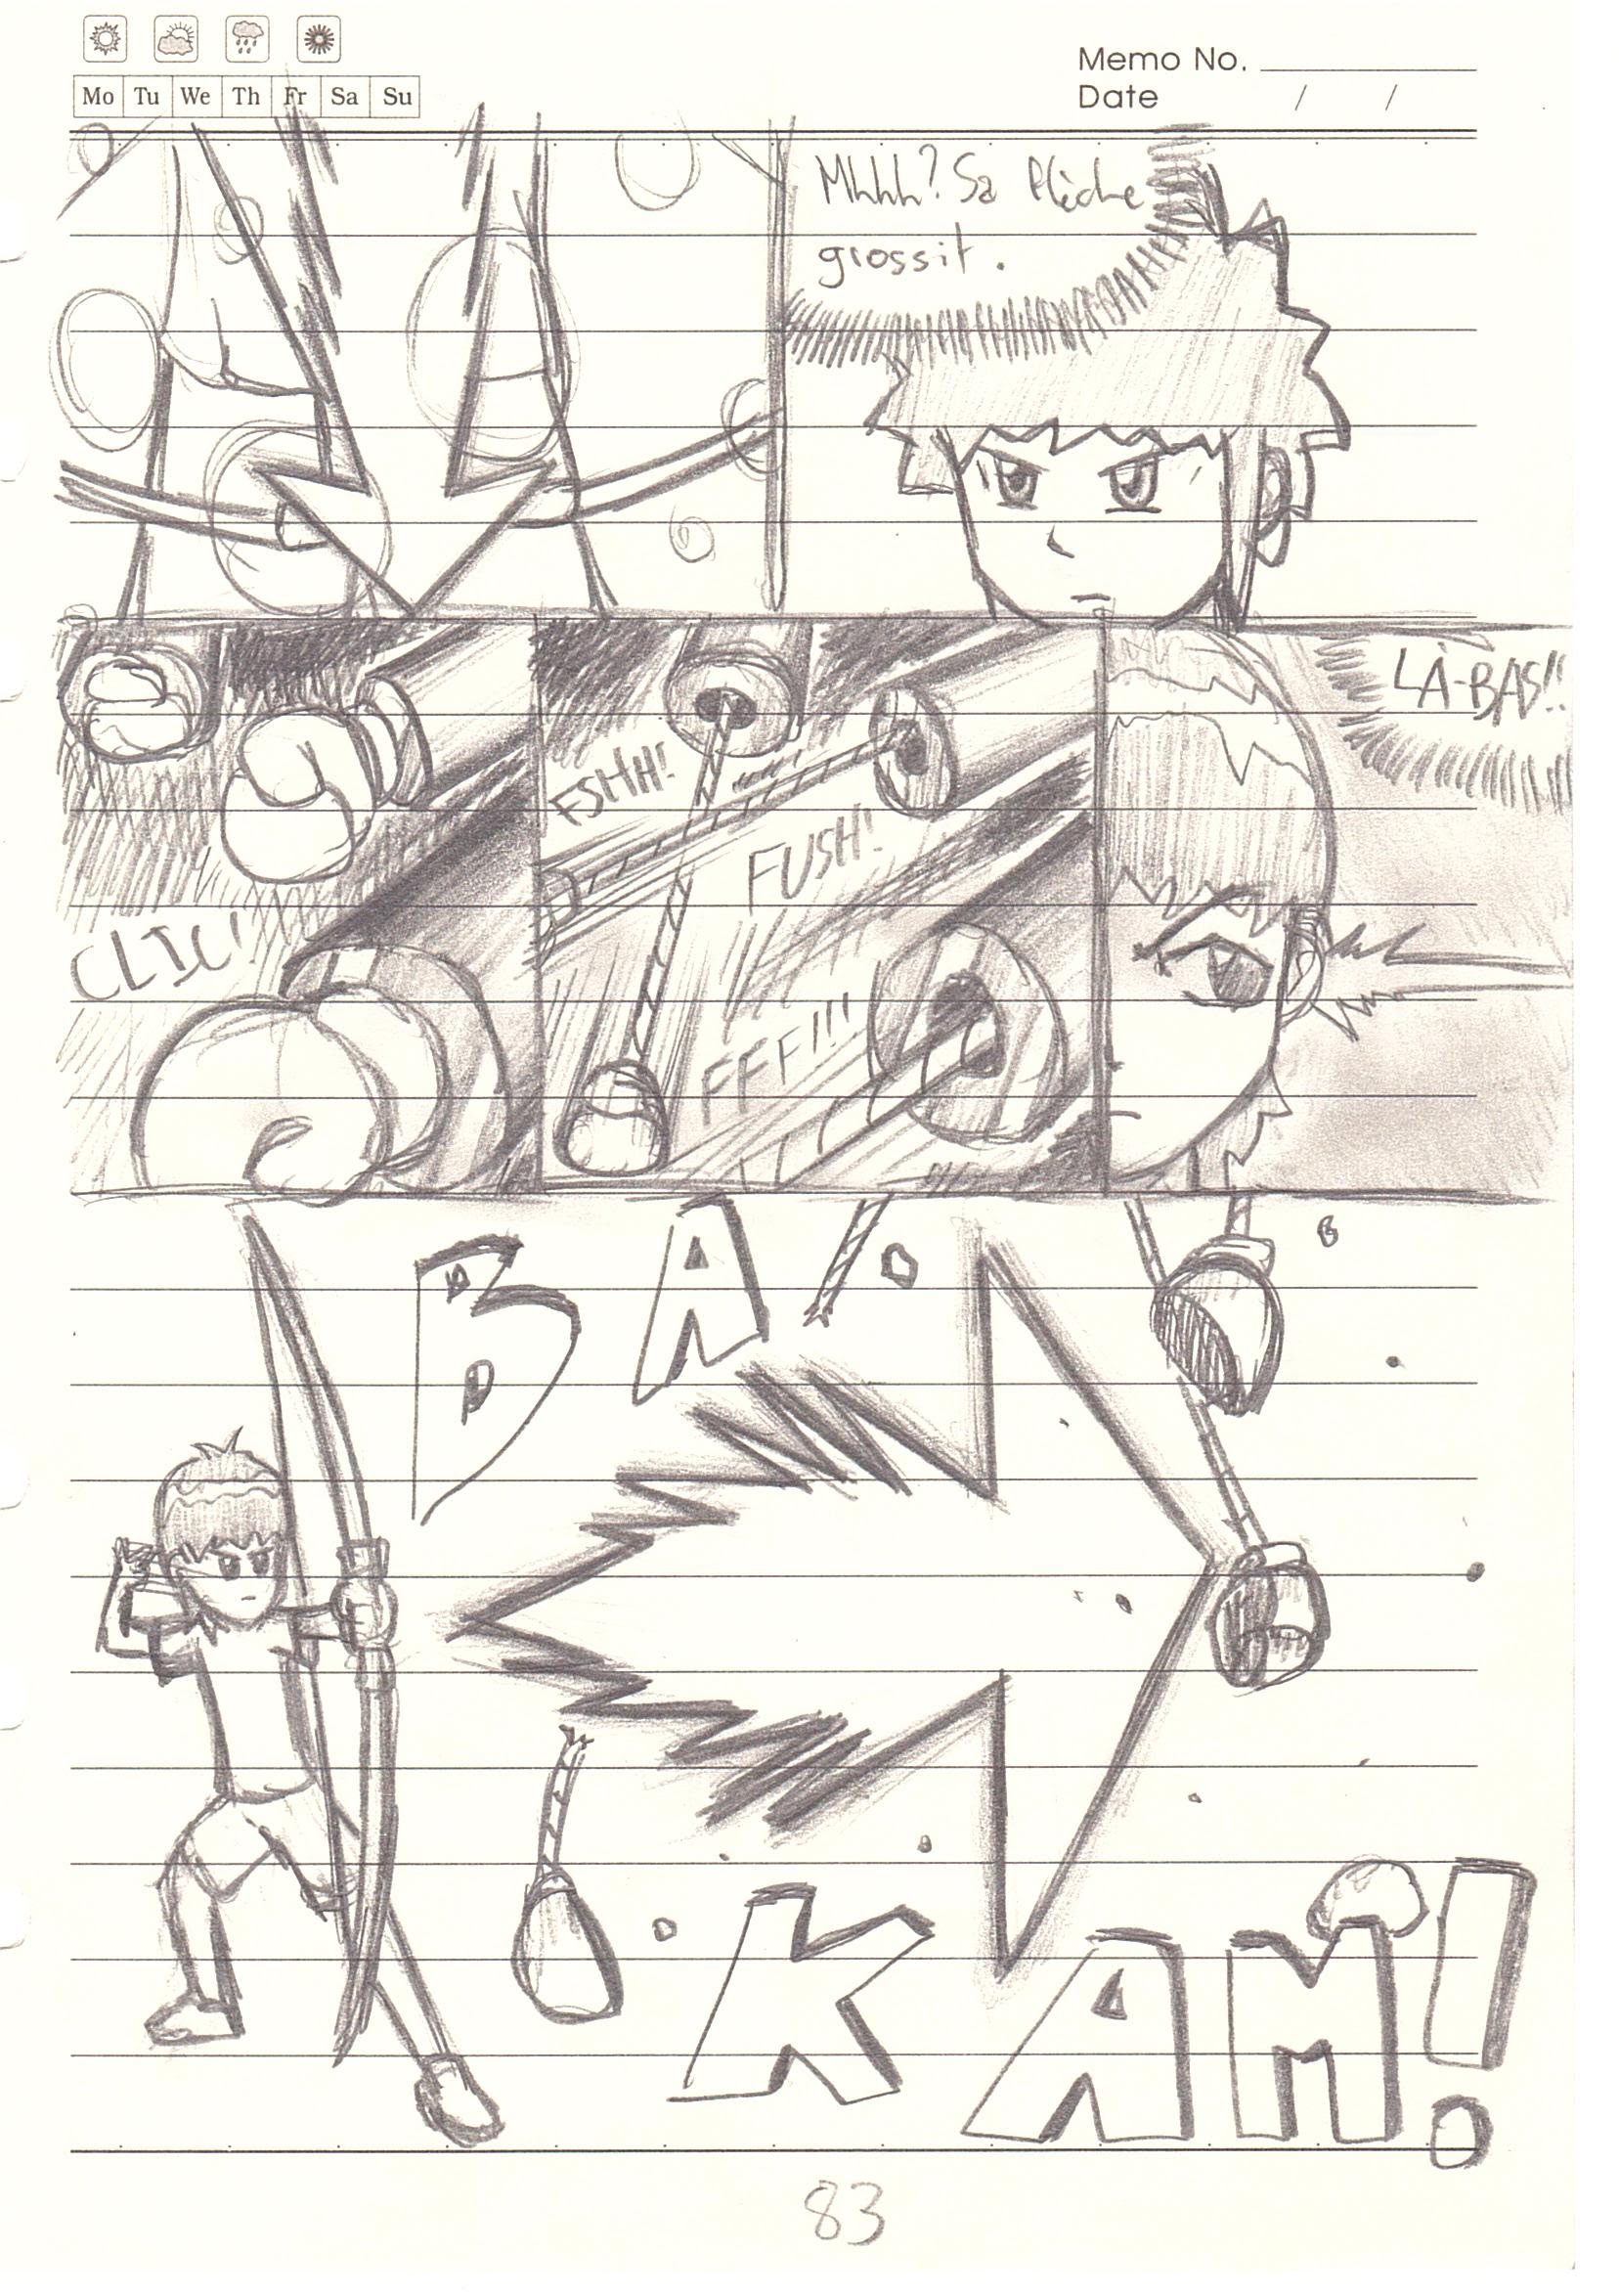 Mo Tu We Th Fr Sa Su
Memo No.
Date / /
Mhhh? Sa flèche
grossit.
CLIC!
FSHH!
FUSH!
FFF!!!
LÀ-BAS!!
BA
KAM!
83